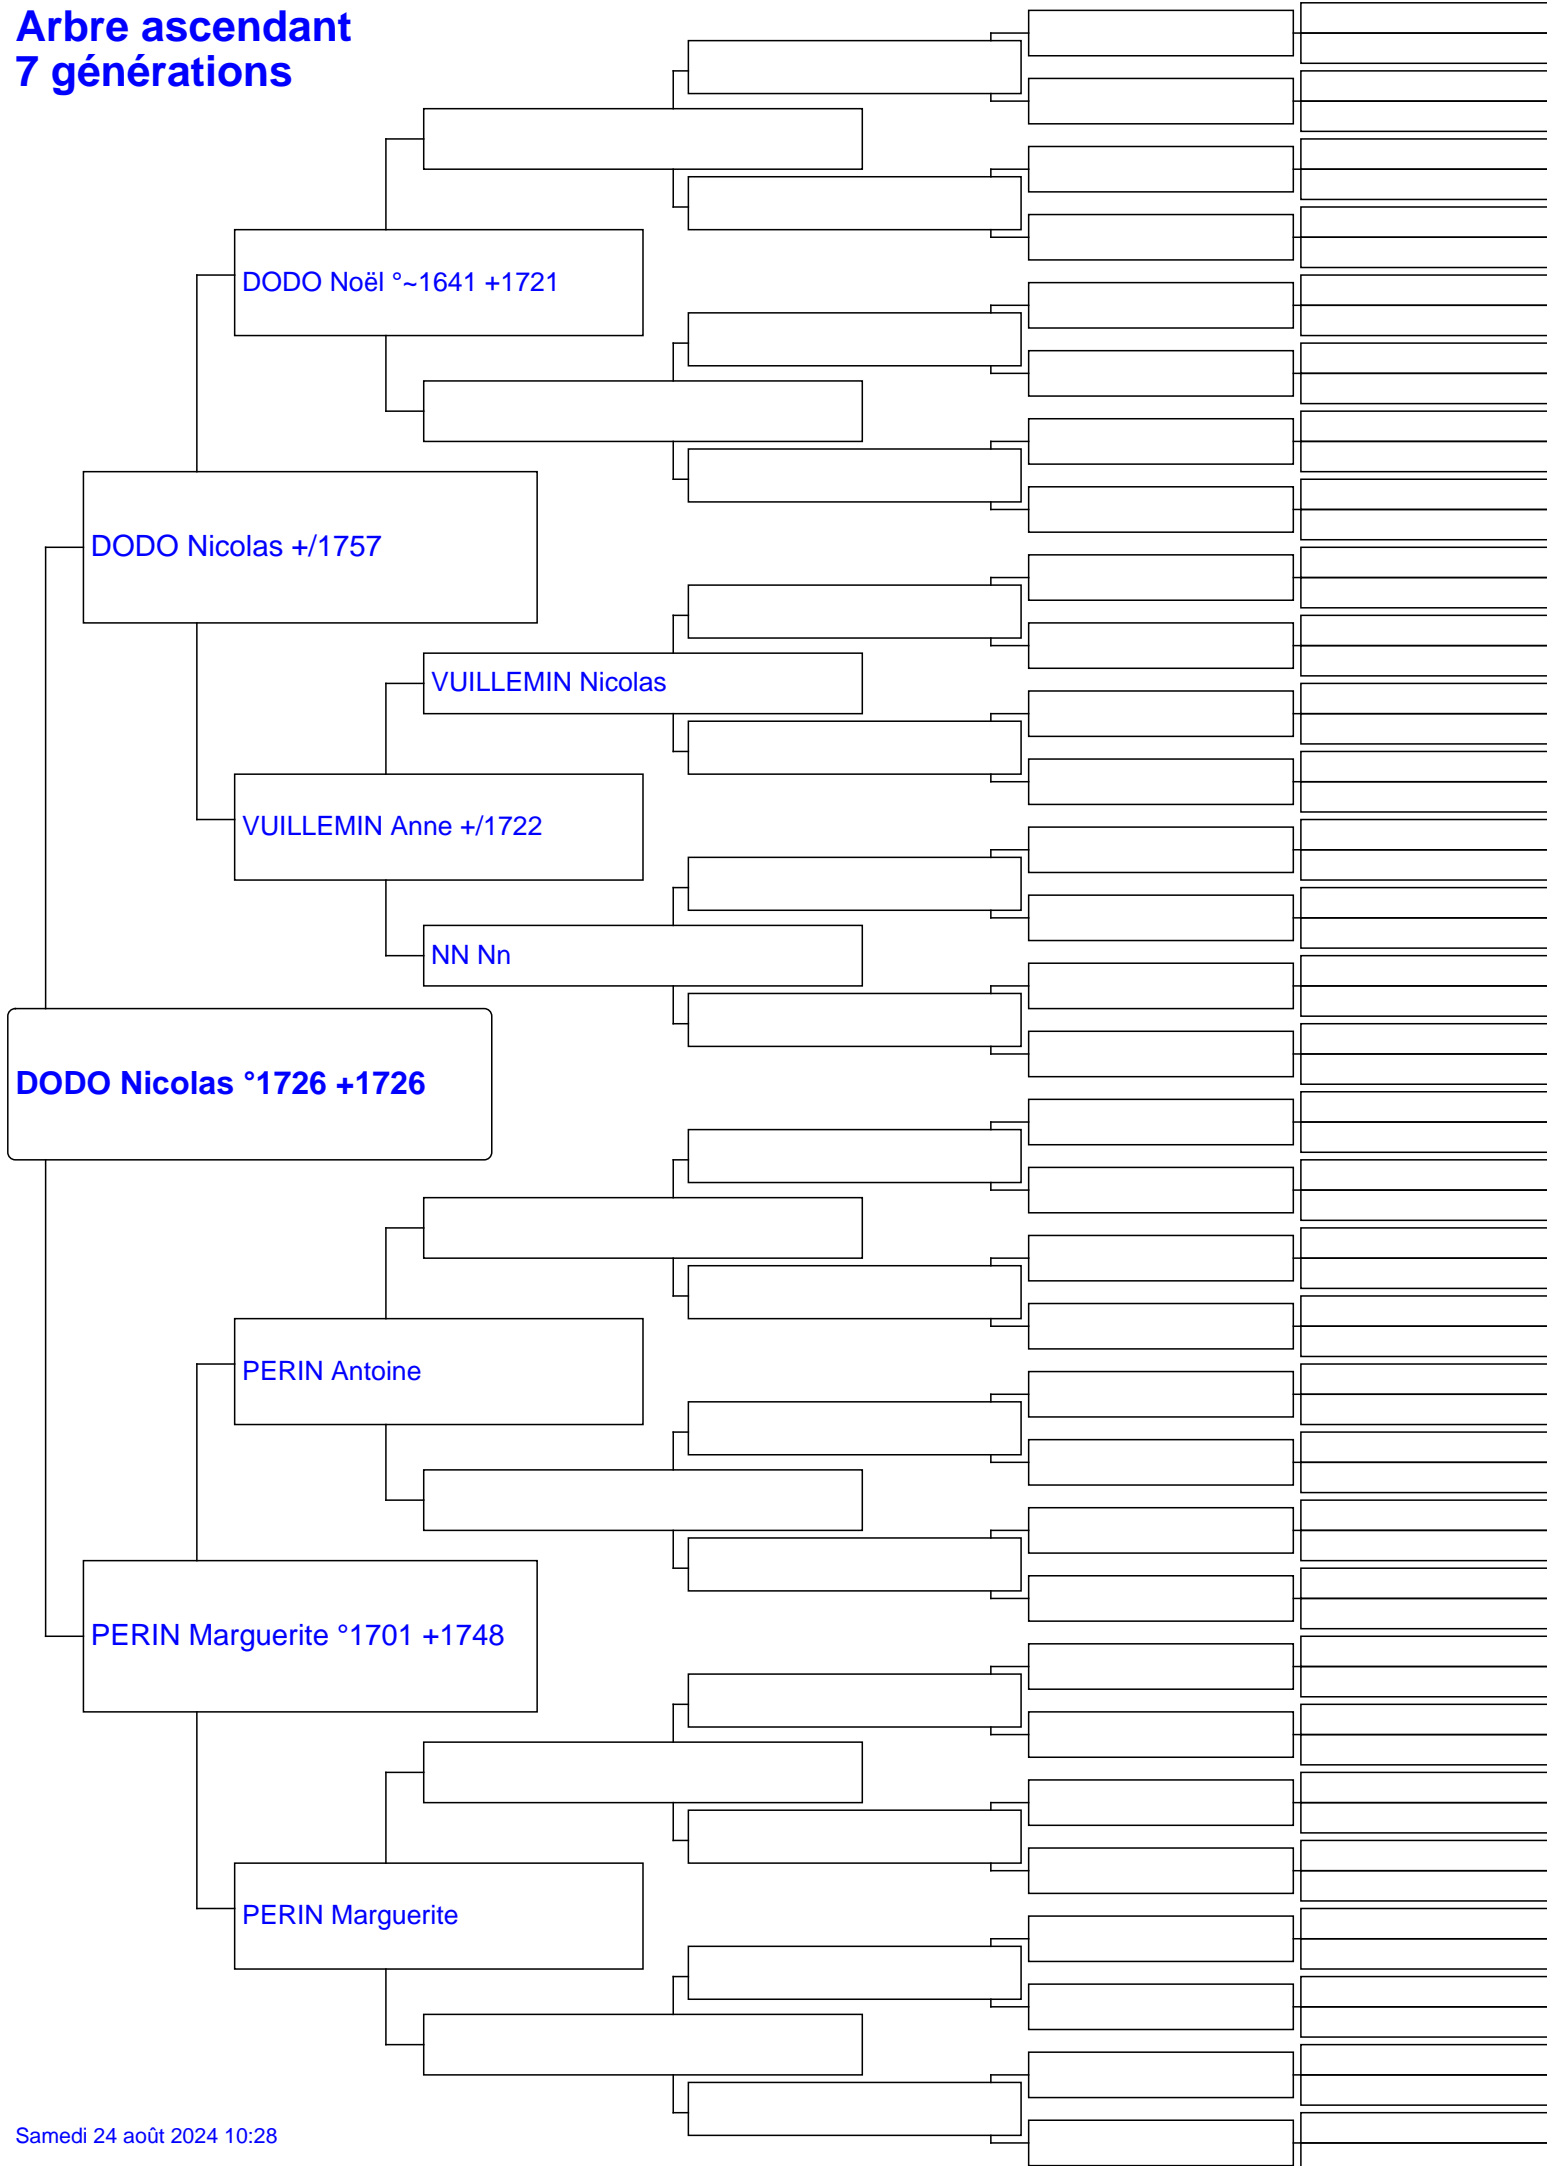 Arbre ascendant
7 générations
DODO Noël °~1641 +1721
DODO Nicolas +/1757
VUILLEMIN Nicolas
VUILLEMIN Anne +/1722
NN Nn
DODO Nicolas °1726 +1726
PERIN Antoine
PERIN Marguerite °1701 +1748
PERIN Marguerite
Samedi 24 août 2024 10:28